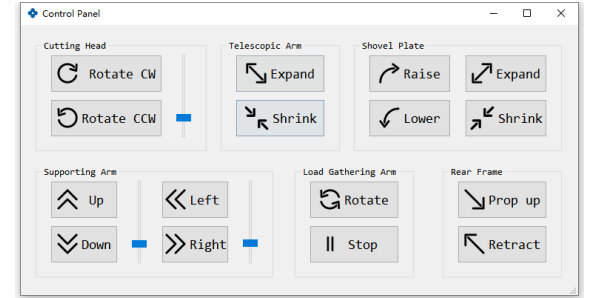 Control Panel
Cutting Head
Rotate CW
Rotate CCW
Telescopic Arm
Expand
Shrink
Shovel Plate
Raise
Expand
Lower
Shrink
Supporting Arm
Up
Left
Down
Right
Load Gathering Arm
Rotate
Stop
Rear Frame
Prop up
Retract